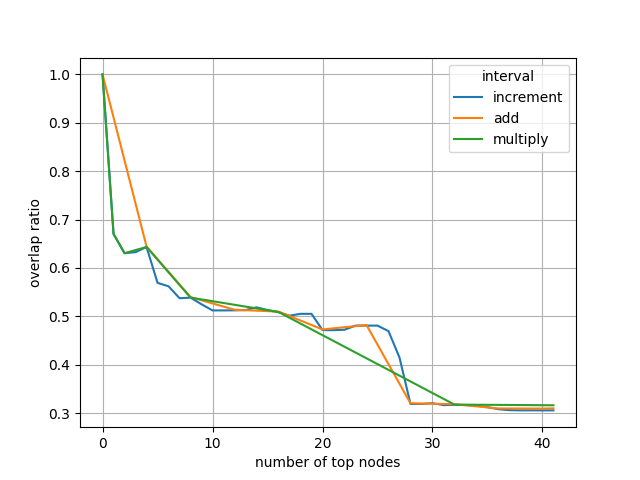 interval
increment
add
multiply
1.0
0.9
0.8
0.7
0.6
0.5
0.4
0.3
overlap ratio
0 10 20 30 40
number of top nodes